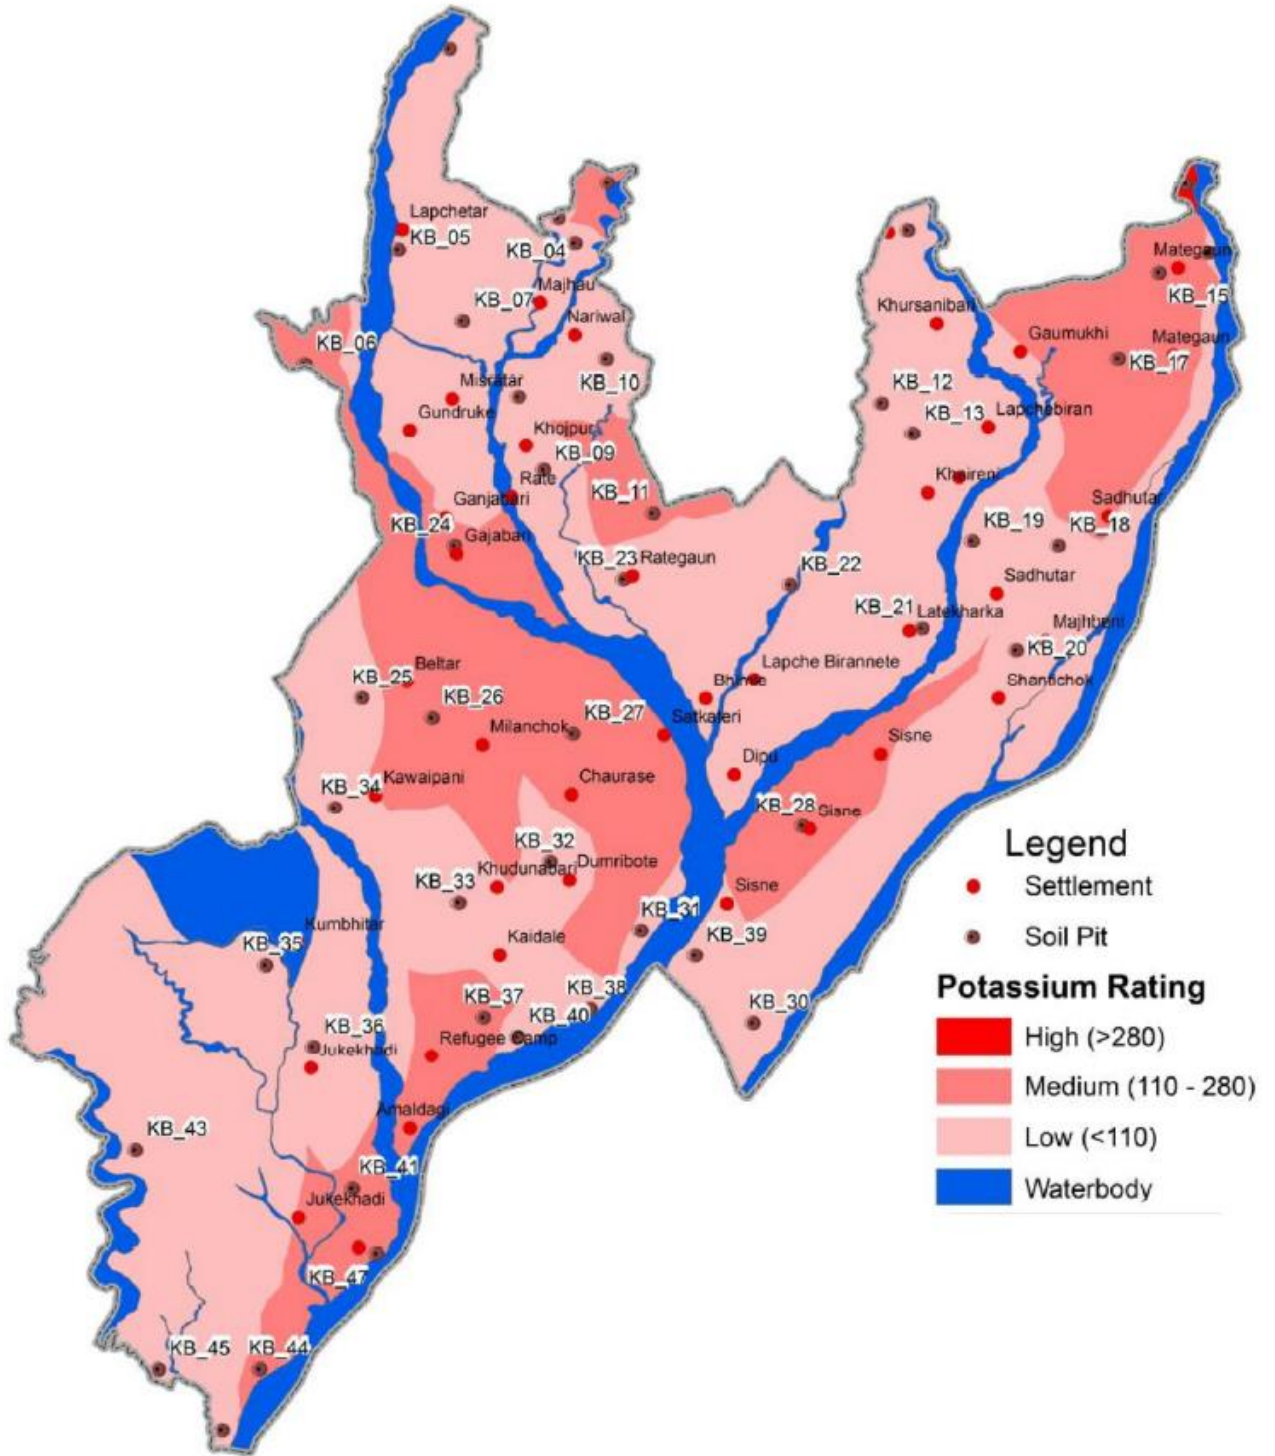 Lapchetar
KB_05
KB_04
Mategaun
KB_07
Majhau
KB_15
Nariwal
Khursanibari
KB_06
Gaumukhi
Mategaun
KB_17
KB_10
Misratar
KB_12
Gundruke
KB_13
Lapchebiran
Khojpur
KB_09
Rate
Khaireni
KB_11
Ganjabari
Sadhutar
KB_24
KB_19
KB_18
Gajabari
KB_23
Rategaun
KB_22
Sadhutar
KB_21
Latekharka
Majhbeni
KB_20
Beltar
Lapche Birannete
KB_25
Shantichok
KB_26
KB_27
Satkaleri
Milanchok
Sisne
Dipu
Kawaipani
Chaurase
KB_34
KB_28
Sisne
KB_32
Dumribote
Khudunabari
KB_33
Sisne
KB_31
Kumbhitar
KB_35
Kaidale
KB_39
KB_38
KB_37
KB_40
KB_30
KB_36
Refugee Camp
Jukekhadi
Amaldagi
KB_43
KB_41
Jukekhadi
KB_47
KB_45
KB_44
Legend
Settlement
Soil Pit
Potassium Rating
High (>280)
Medium (110 - 280)
Low (<110)
Waterbody